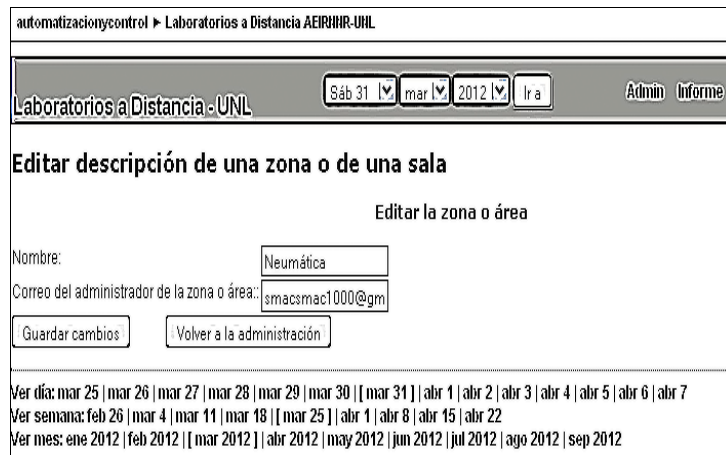 automatizacionycontrol ► Laboratorios a Distancia AEIRNNR-UNL
Laboratorios a Distancia - UNL Sáb 31 mar 2012 Ir a Admin Informe
Editar descripción de una zona o de una sala
Editar la zona o área
Nombre: Neumática
Correo del administrador de la zona o área:: smacsmac1000@gm
Guardar cambios Volver a la administración
Ver día: mar 25 | mar 26 | mar 27 | mar 28 | mar 29 | mar 30 | [ mar 31 ] | abr 1 | abr 2 | abr 3 | abr 4 | abr 5 | abr 6 | abr 7
Ver semana: feb 26 | mar 4 | mar 11 | mar 18 | [ mar 25 ] | abr 1 | abr 8 | abr 15 | abr 22
Ver mes: ene 2012 | feb 2012 | [ mar 2012 ] | abr 2012 | may 2012 | jun 2012 | jul 2012 | ago 2012 | sep 2012